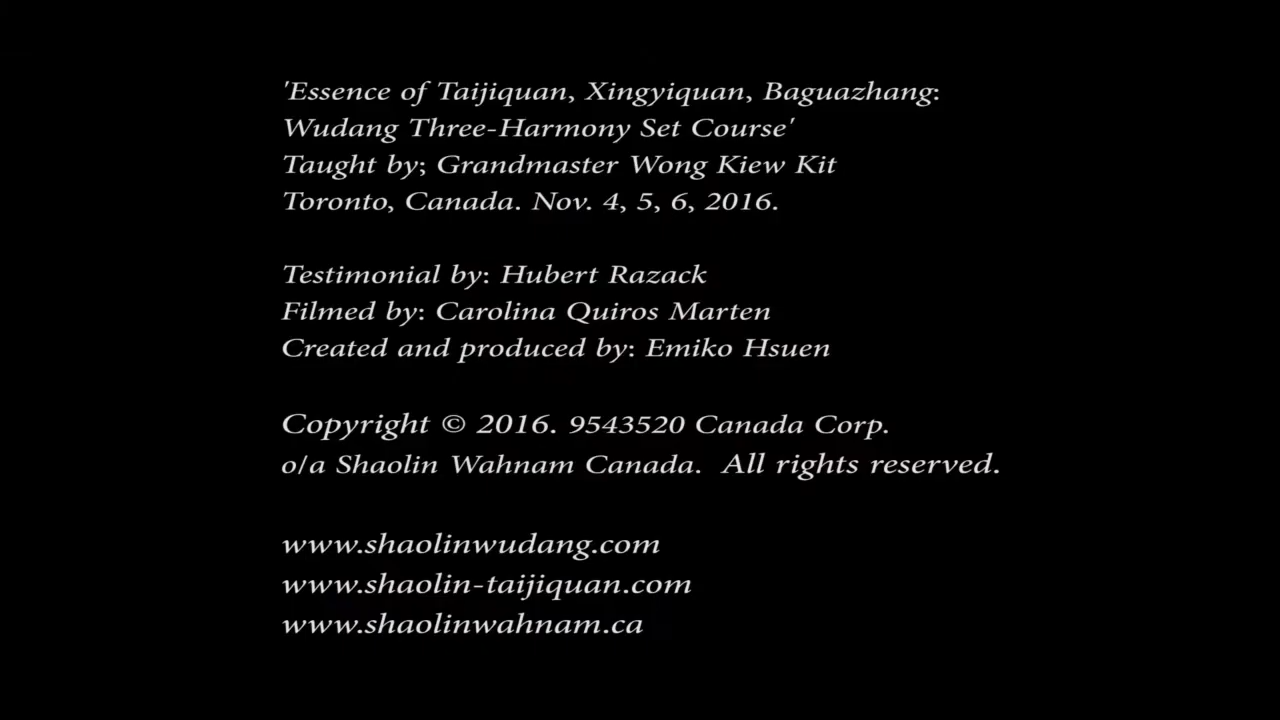 'Essence of Taijiquan, Xingyiquan, Baguazhang:
Wudang Three-Harmony Set Course'
Taught by; Grandmaster Wong Kiew Kit
Toronto, Canada. Nov. 4, 5, 6, 2016.
Testimonial by: Hubert Razack
Filmed by: Carolina Quiros Marten
Created and produced by: Emiko Hsuen
Copyright © 2016. 9543520 Canada Corp.
o/a Shaolin Wahnam Canada. All rights reserved.
www.shaolinwudang.com
www.shaolin-taijiquan.com
www.shaolinwahnam.ca